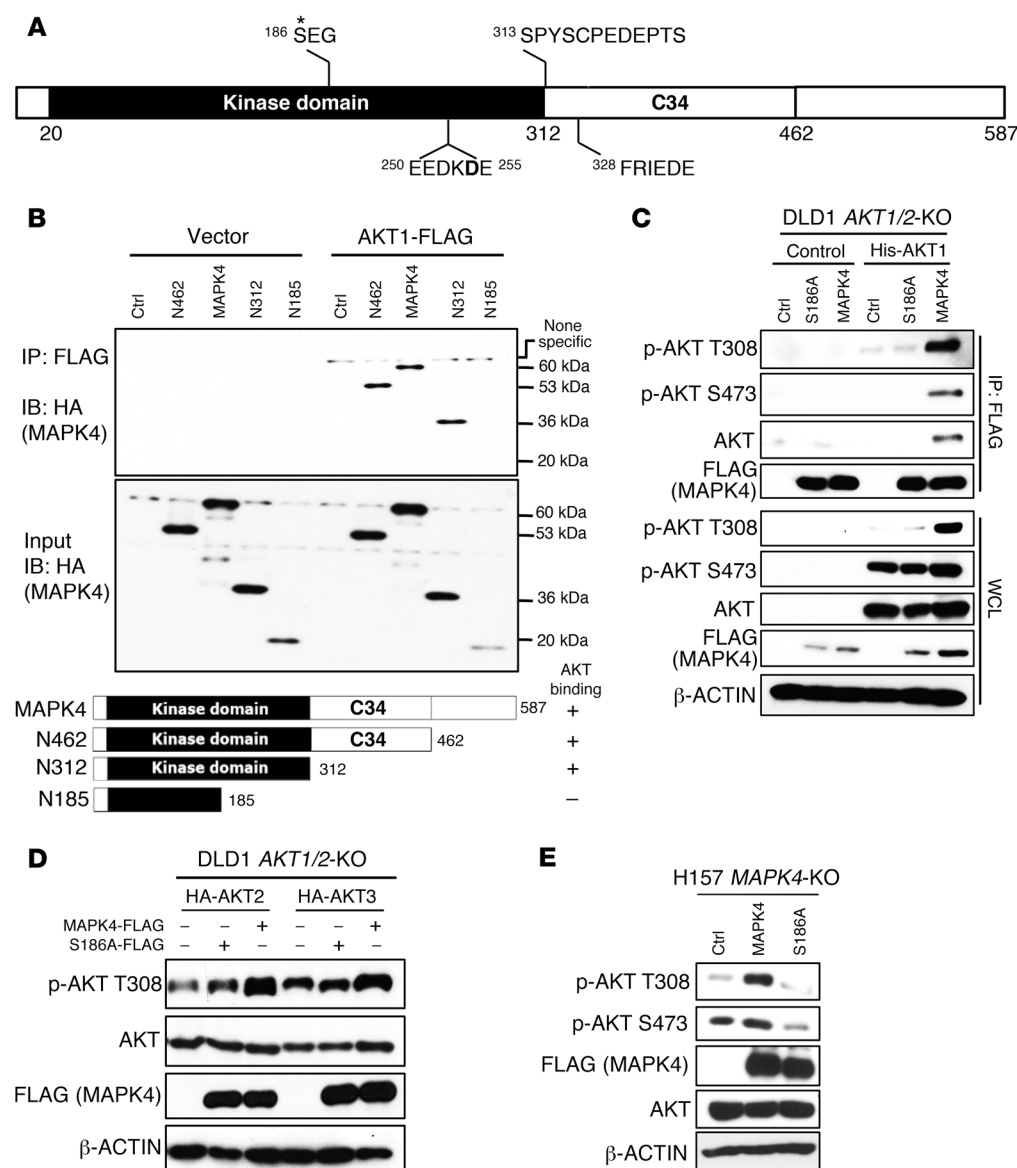 A
*
186 SEG
313 SPYSCPEDEPTS
Kinase domain
C34
20
312
462
587
250 EEDKDE 255
328 FRIEDE
B
Vector
AKT1-FLAG
Ctrl
N462
MAPK4
N312
N185
Ctrl
N462
MAPK4
N312
N185
IP: FLAG
IB: HA
(MAPK4)
None
specific
60 kDa
53 kDa
36 kDa
20 kDa
Input
IB: HA
(MAPK4)
60 kDa
53 kDa
36 kDa
20 kDa
AKT
binding
MAPK4 Kinase domain C34 587 +
N462 Kinase domain C34 462 +
N312 Kinase domain 312 +
N185 185 –
C
DLD1 AKT1/2-KO
Control His-AKT1
Ctrl
S186A
MAPK4
Ctrl
S186A
MAPK4
p-AKT T308
p-AKT S473
AKT
FLAG
(MAPK4)
IP: FLAG
p-AKT T308
p-AKT S473
AKT
FLAG
(MAPK4)
β-ACTIN
WCL
D
DLD1 AKT1/2-KO
HA-AKT2 HA-AKT3
MAPK4-FLAG – – + – – +
S186A-FLAG – + – – + –
p-AKT T308
AKT
FLAG (MAPK4)
β-ACTIN
E
H157 MAPK4-KO
Ctrl
MAPK4
S186A
p-AKT T308
p-AKT S473
FLAG (MAPK4)
AKT
β-ACTIN